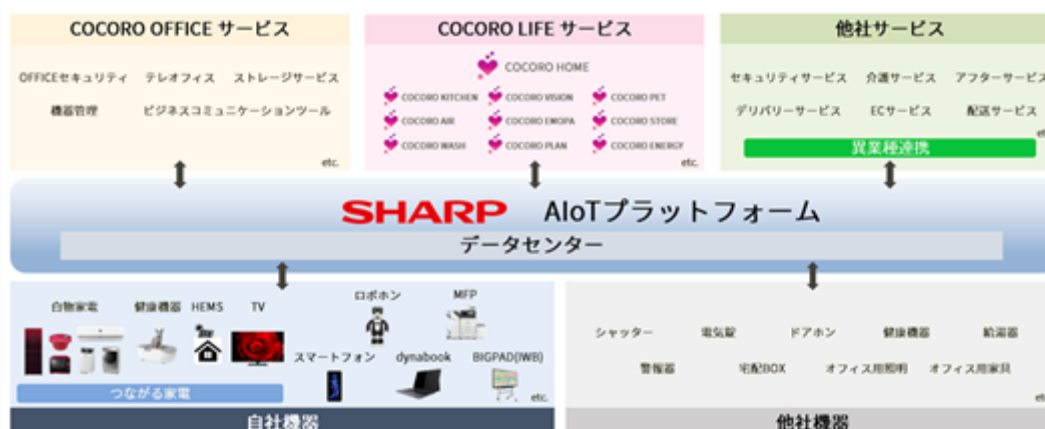 COCORO OFFICE サービス
OFFICEセキュリティ テレオフィス ストレージサービス
機器管理 ビジネスコミュニケーションツール
etc.
COCORO LIFE サービス
COCORO HOME
COCORO KITCHEN COCORO VISION COCORO PET
COCORO AIR COCORO EMOPA COCORO STORE
COCORO WASH COCORO PLAN COCORO ENERGY
etc.
他社サービス
セキュリティサービス 介護サービス アフターサービス
デリバリーサービス ECサービス 配送サービス
et
異業種連携
SHARP AIoTプラットフォーム
データセンター
白物家電 健康機器 HEMS TV ロボホン MFP
スマートフォン dynabook BIGPAD(IWB)
つながる家電
etc.
自社機器
シャッター 電気錠 ドアホン 健康機器 給湯器
警報器 宅配BOX オフィス用照明 オフィス用家具
et
他社機器